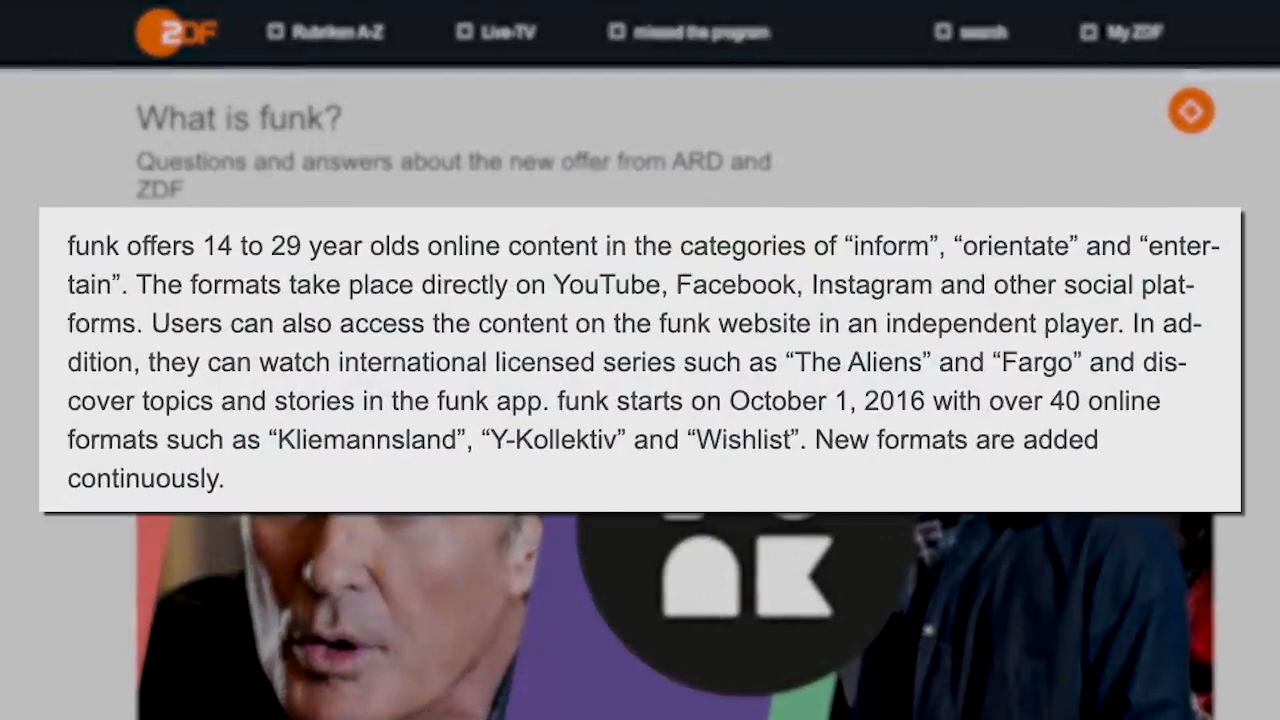 ZDF
Rubriken A-Z
Live-TV
missed the program
search
My ZDF
What is funk?
Questions and answers about the new offer from ARD and
ZDF
funk offers 14 to 29 year olds online content in the categories of “inform”, “orientate” and “enter-
tain”. The formats take place directly on YouTube, Facebook, Instagram and other social plat-
forms. Users can also access the content on the funk website in an independent player. In ad-
dition, they can watch international licensed series such as “The Aliens” and “Fargo” and dis-
cover topics and stories in the funk app. funk starts on October 1, 2016 with over 40 online
formats such as “Kliemannsland”, “Y-Kollektiv” and “Wishlist”. New formats are added
continuously.